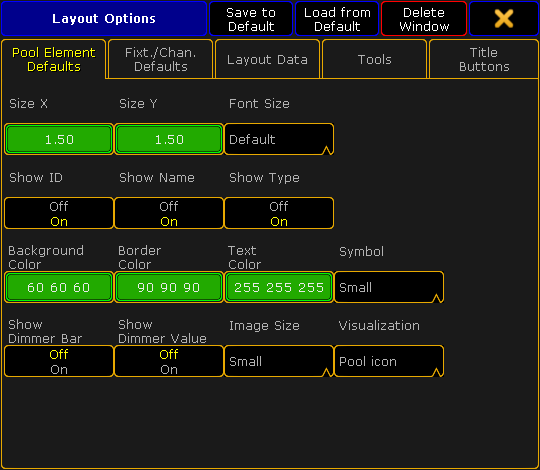 Layout Options
Save to
Default
Load from
Default
Delete
Window
Pool Element
Defaults
Fixt./Chan.
Defaults
Layout Data
Tools
Title
Buttons
Size X
Size Y
Font Size
1.50
1.50
Default
Show ID
Show Name
Show Type
Off
On
Off
On
Off
On
Background
Color
Border
Color
Text
Color
Symbol
60 60 60
90 90 90
255 255 255
Small
Show
Dimmer Bar
Show
Dimmer Value
Image Size
Visualization
Off
On
Off
On
Small
Pool icon